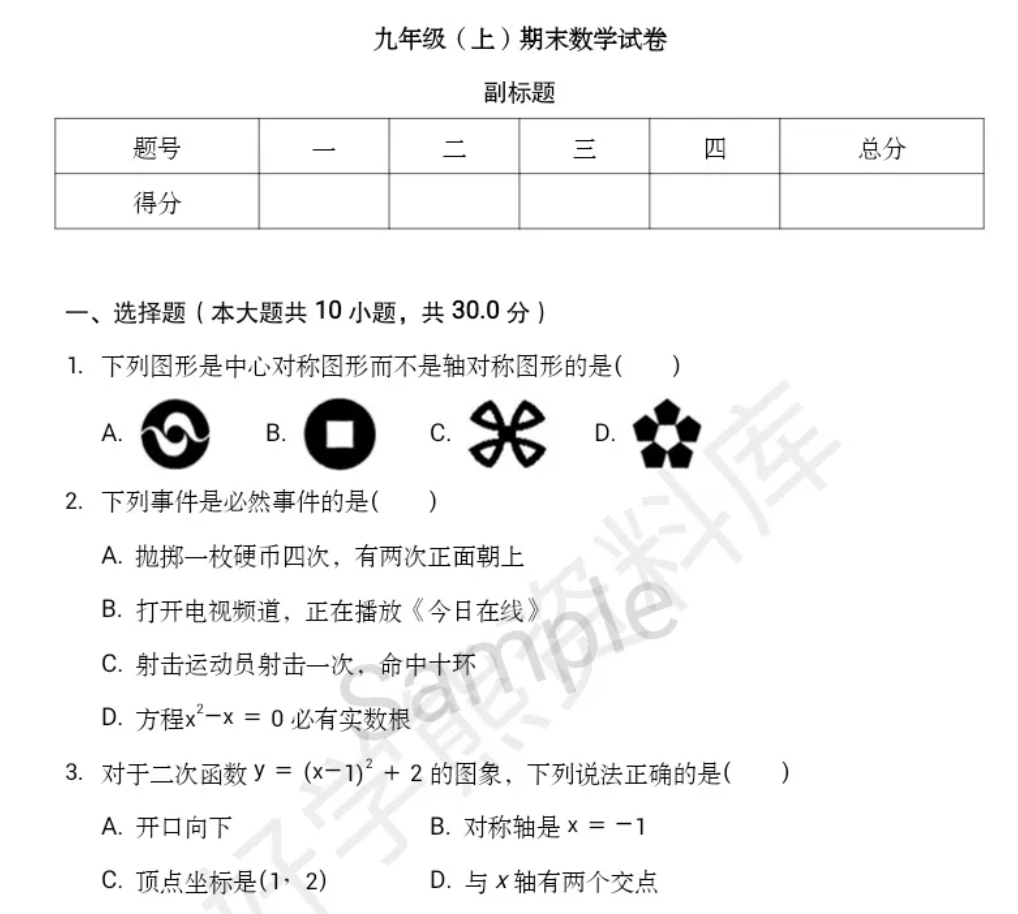 九年级（上）期末数学试卷
副标题
题号 一 二 三 四 总分
得分
一、选择题（本大题共 10 小题，共 30.0 分）
1. 下列图形是中心对称图形而不是轴对称图形的是(　　)
A. B. C. D.
2. 下列事件是必然事件的是(　　)
A. 抛掷一枚硬币四次，有两次正面朝上
B. 打开电视频道，正在播放《今日在线》
C. 射击运动员射击一次，命中十环
D. 方程x²−x = 0 必有实数根
3. 对于二次函数 y = (x−1)² + 2 的图象，下列说法正确的是(　　)
A. 开口向下 B. 对称轴是 x = −1
C. 顶点坐标是(1，2) D. 与 x 轴有两个交点
好学熊资料库
Sample